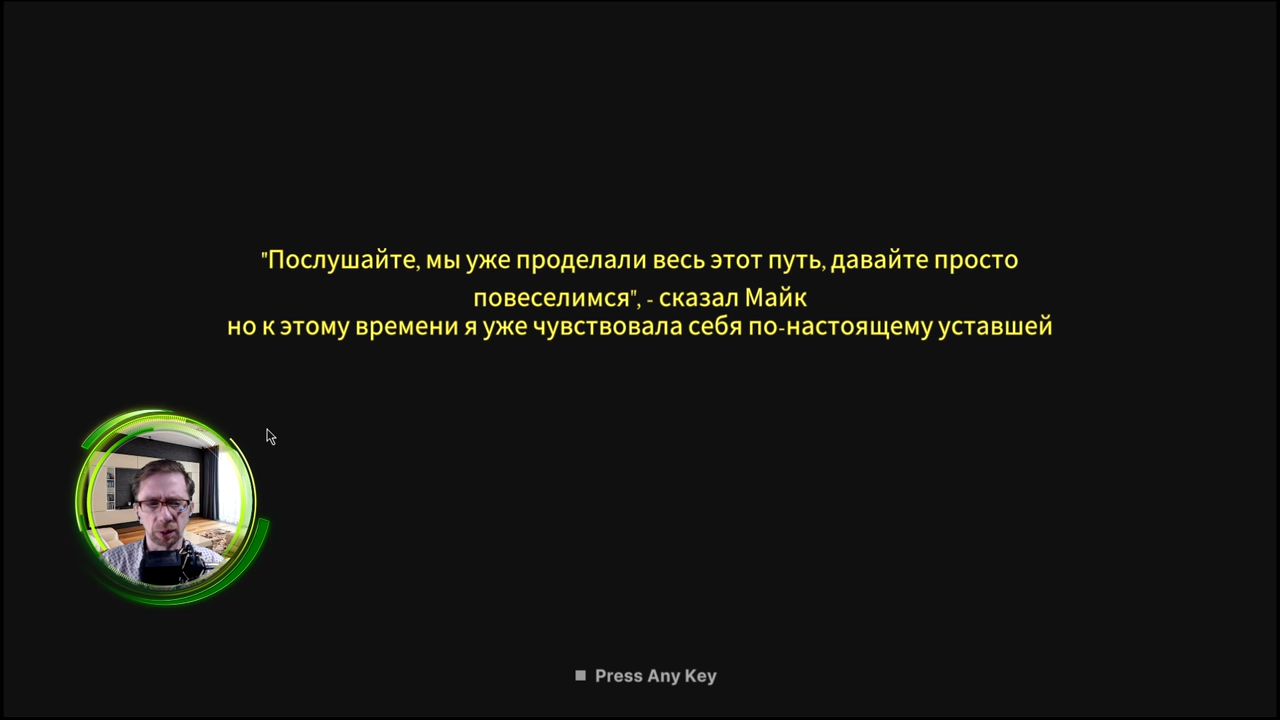 "Послушайте, мы уже проделали весь этот путь, давайте просто
повеселимся", - сказал Майк
но к этому времени я уже чувствовала себя по-настоящему уставшей
Press Any Key